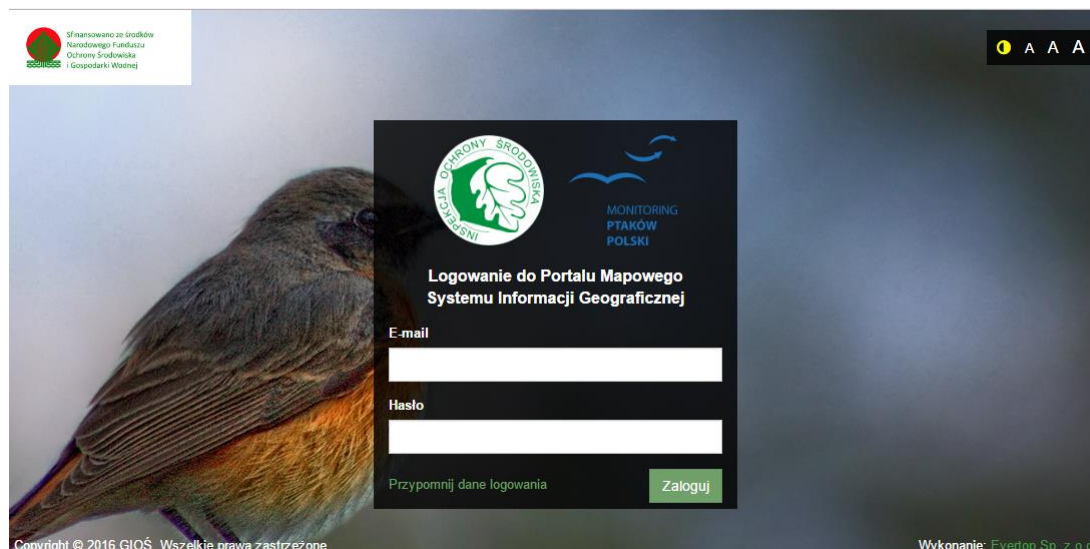 Sfinansowano ze środków
Narodowego Funduszu
Ochrony Środowiska
i Gospodarki Wodnej
A A A
INSPEKCJA OCHRONY ŚRODOWISKA
MONITORING
PTAKÓW
POLSKI
Logowanie do Portalu Mapowego
Systemu Informacji Geograficznej
E-mail
Hasło
Przypomnij dane logowania
Zaloguj
Copyright © 2016 GIOŚ. Wszelkie prawa zastrzeżone
Wykonanie: Everton Sp. z o.o